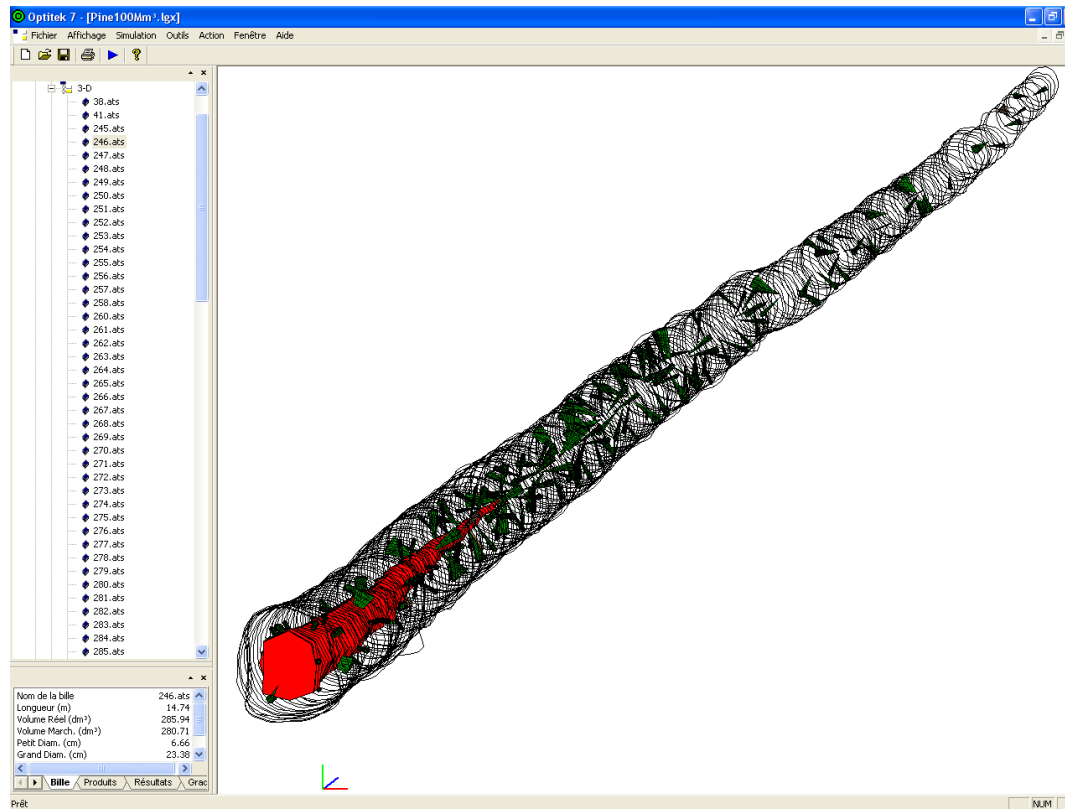 Optitek 7 - [Pine100Mm³.lgx]
Fichier Affichage Simulation Outils Action Fenêtre Aide
3-D
38.ats
41.ats
245.ats
246.ats
247.ats
248.ats
249.ats
250.ats
251.ats
252.ats
253.ats
254.ats
255.ats
256.ats
257.ats
258.ats
260.ats
261.ats
262.ats
263.ats
264.ats
265.ats
266.ats
267.ats
268.ats
269.ats
270.ats
271.ats
272.ats
273.ats
274.ats
275.ats
276.ats
277.ats
278.ats
279.ats
280.ats
281.ats
282.ats
283.ats
284.ats
285.ats
Nom de la bille 246.ats
Longueur (m) 14.74
Volume Réel (dm³) 285.94
Volume March. (dm³) 280.71
Petit Diam. (cm) 6.66
Grand Diam. (cm) 23.38
Bille Produits Résultats Grac
Prêt NUM